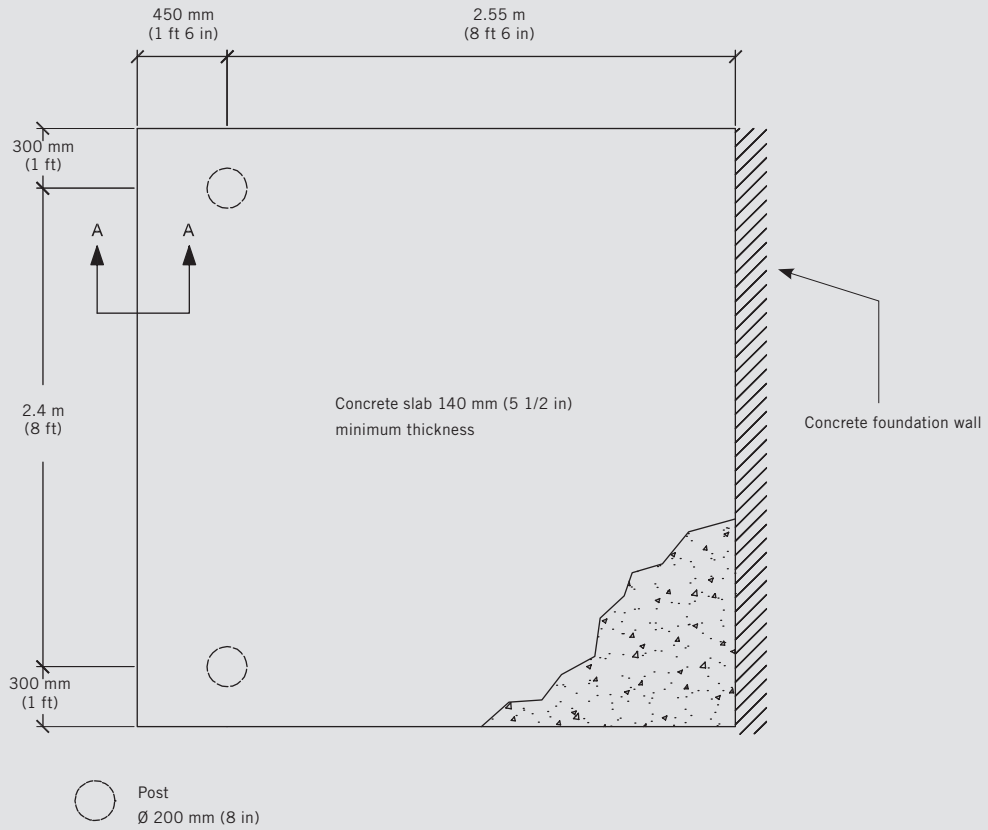 450 mm
(1 ft 6 in)
2.55 m
(8 ft 6 in)
300 mm
(1 ft)
A A
2.4 m
(8 ft)
Concrete slab 140 mm (5 1/2 in)
minimum thickness
Concrete foundation wall
300 mm
(1 ft)
Post
Ø 200 mm (8 in)